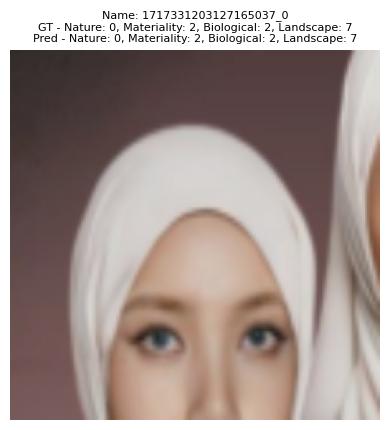 Name: 1717331203127165037_0
GT - Nature: 0, Materiality: 2, Biological: 2, Landscape: 7
Pred - Nature: 0, Materiality: 2, Biological: 2, Landscape: 7